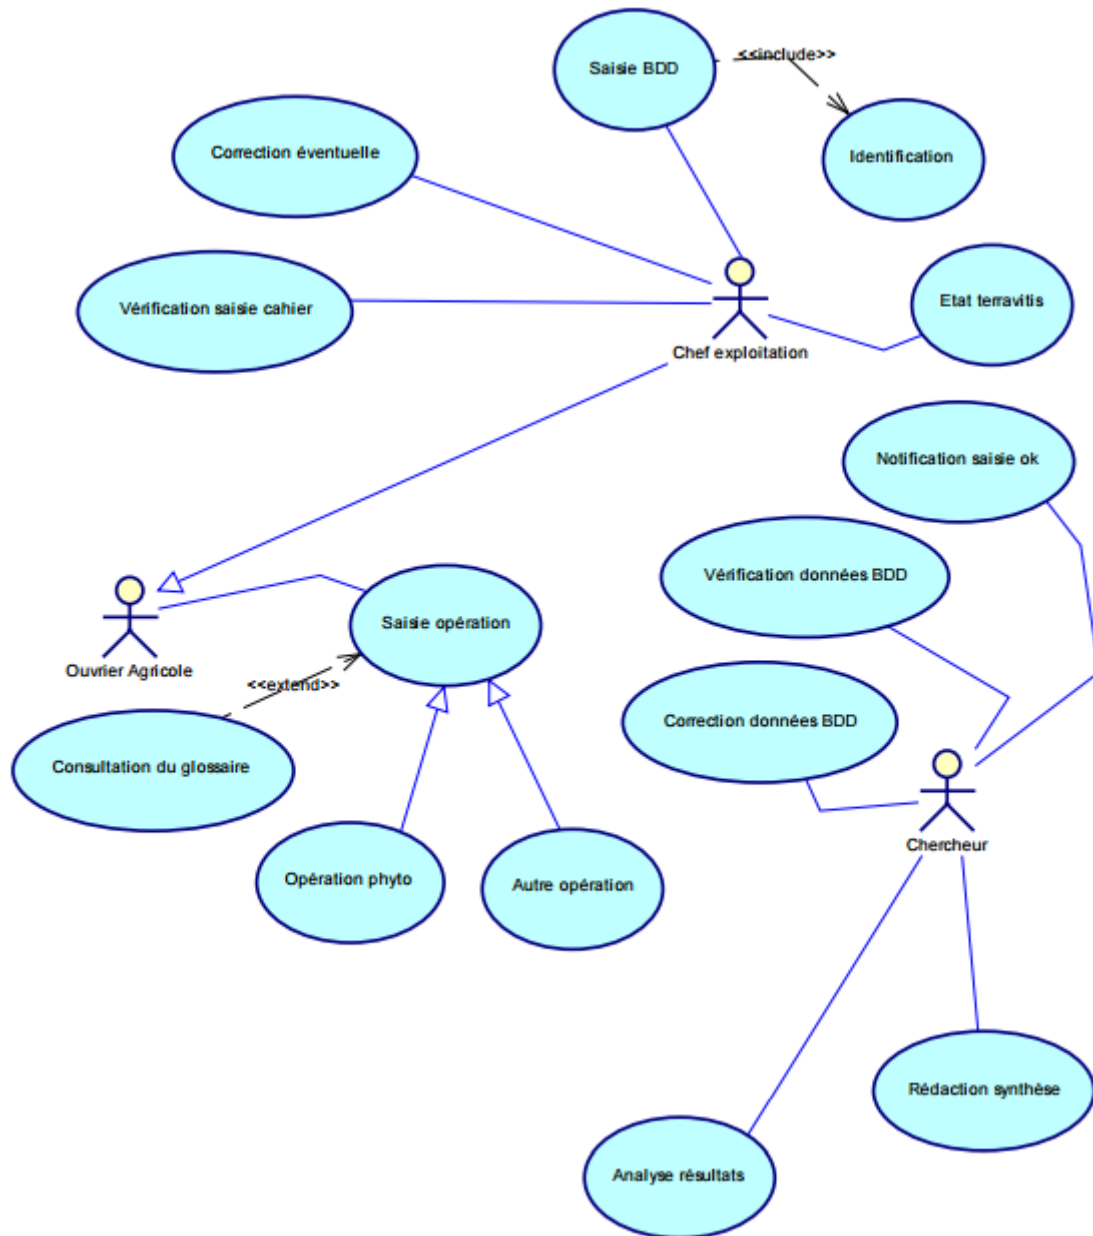 Saisie BDD
<<include>>
Identification
Correction éventuelle
Vérification saisie cahier
Chef exploitation
Etat terravitis
Notification saisie ok
Vérification données BDD
Correction données BDD
Ouvrier Agricole
Saisie opération
<<extend>>
Consultation du glossaire
Opération phyto
Autre opération
Chercheur
Rédaction synthèse
Analyse résultats